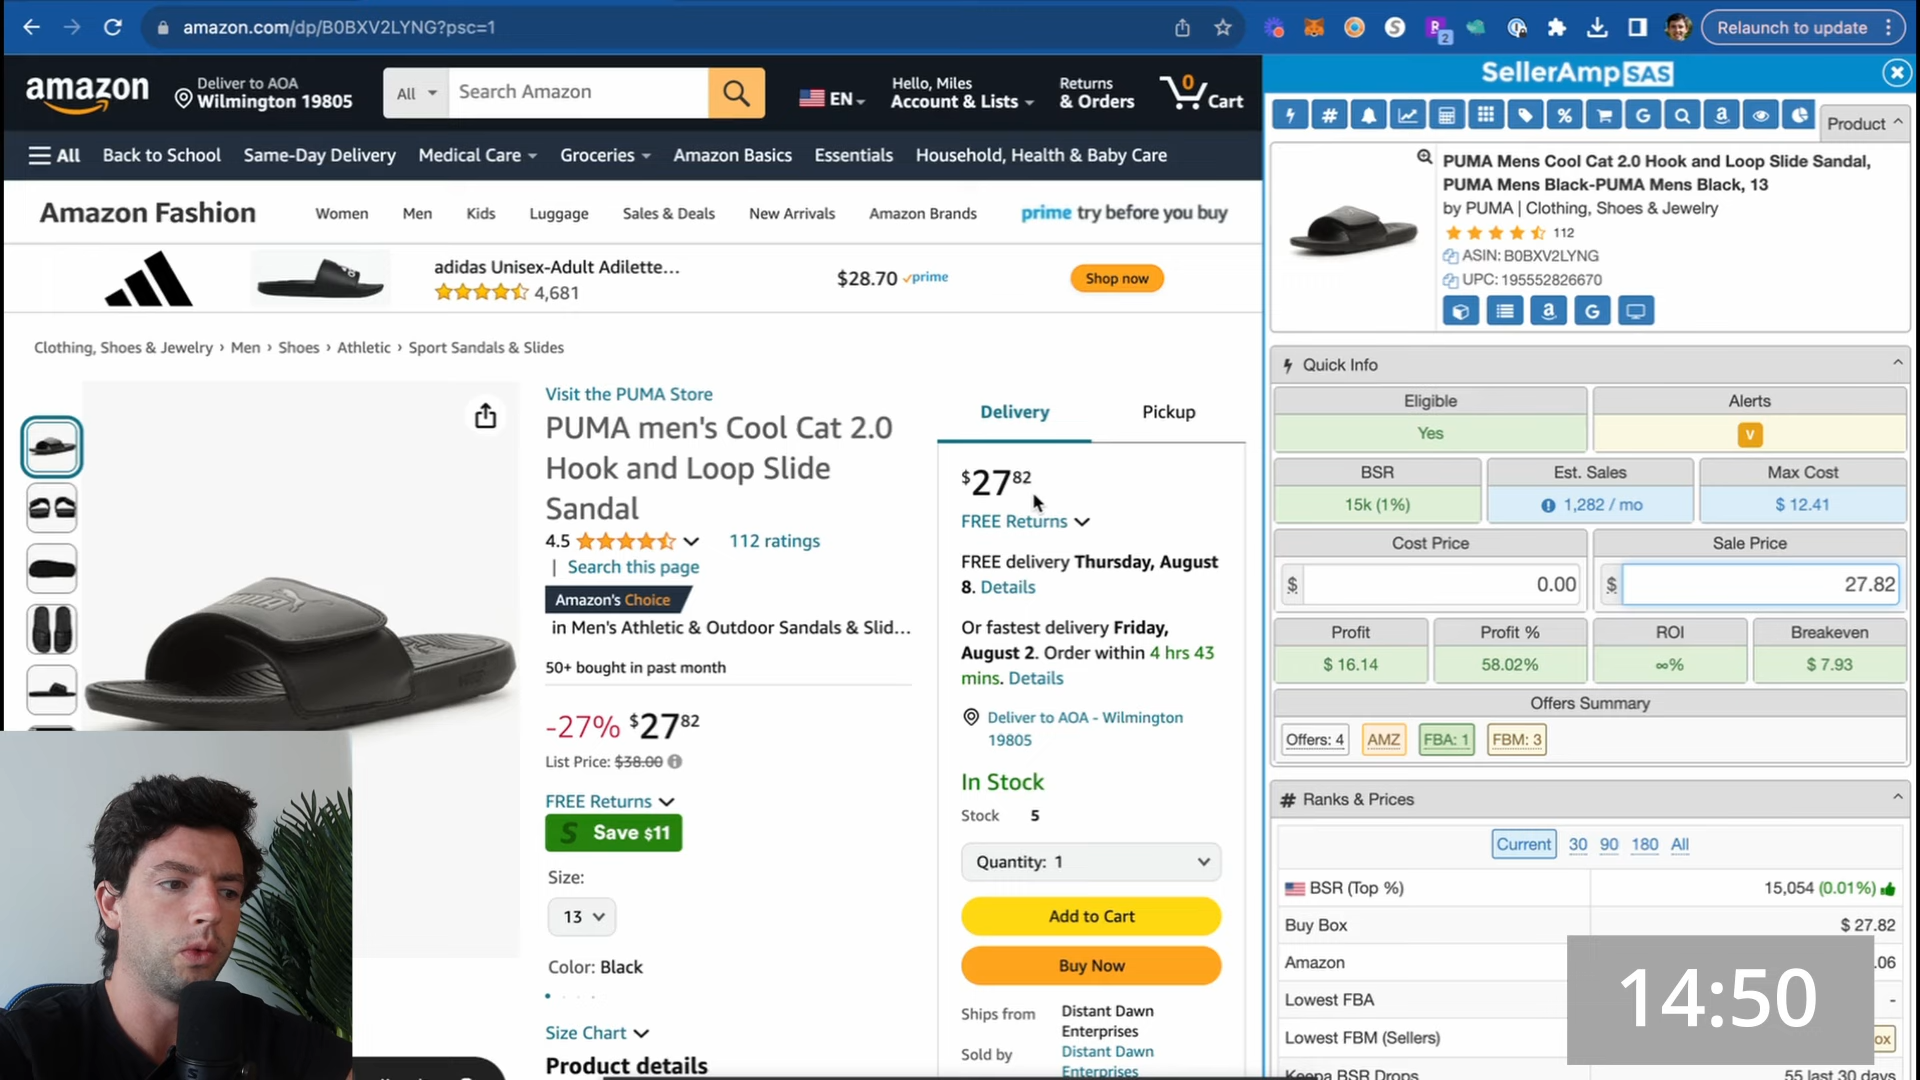 amazon.com/dp/B0BXV2LYNG?psc=1
2
Relaunch to update
amazon
Deliver to AOA
Wilmington 19805
All
Search Amazon
EN
Hello, Miles
Account & Lists
Returns
& Orders
0
Cart
All
Back to School
Same-Day Delivery
Medical Care
Groceries
Amazon Basics
Essentials
Household, Health & Baby Care
Amazon Fashion
Women
Men
Kids
Luggage
Sales & Deals
New Arrivals
Amazon Brands
prime try before you buy
adidas Unisex-Adult Adilette...
4,681
$28.70 prime
Shop now
Clothing, Shoes & Jewelry › Men › Shoes › Athletic › Sport Sandals & Slides
Visit the PUMA Store
PUMA men's Cool Cat 2.0
Hook and Loop Slide
Sandal
4.5
112 ratings
| Search this page
Amazon's Choice
in Men's Athletic & Outdoor Sandals & Slid...
50+ bought in past month
-27% $27 82
List Price: $38.00
FREE Returns
S Save $11
Size:
13
Color: Black
Size Chart
Product details
Delivery
Pickup
$27 82
FREE Returns
FREE delivery Thursday, August
8. Details
Or fastest delivery Friday,
August 2. Order within 4 hrs 43
mins. Details
Deliver to AOA - Wilmington
19805
In Stock
Stock 5
Quantity: 1
Add to Cart
Buy Now
Ships from
Distant Dawn
Enterprises
Sold by
Distant Dawn
Enterprises
SellerAmp SAS
Product
PUMA Mens Cool Cat 2.0 Hook and Loop Slide Sandal,
PUMA Mens Black-PUMA Mens Black, 13
by PUMA | Clothing, Shoes & Jewelry
112
ASIN: B0BXV2LYNG
UPC: 195552826670
Quick Info
Eligible
Yes
Alerts
V
BSR
15k (1%)
Est. Sales
1,282 / mo
Max Cost
$ 12.41
Cost Price
$ 0.00
Sale Price
$ 27.82
Profit
$ 16.14
Profit %
58.02%
ROI
∞%
Breakeven
$ 7.93
Offers Summary
Offers: 4
AMZ
FBA: 1
FBM: 3
# Ranks & Prices
Current
30
90
180
All
BSR (Top %)
15,054 (0.01%)
Buy Box
$ 27.82
Amazon
.06
Lowest FBA
-
Lowest FBM (Sellers)
ox
Keepa BSR Drops
55 last 30 days
14:50